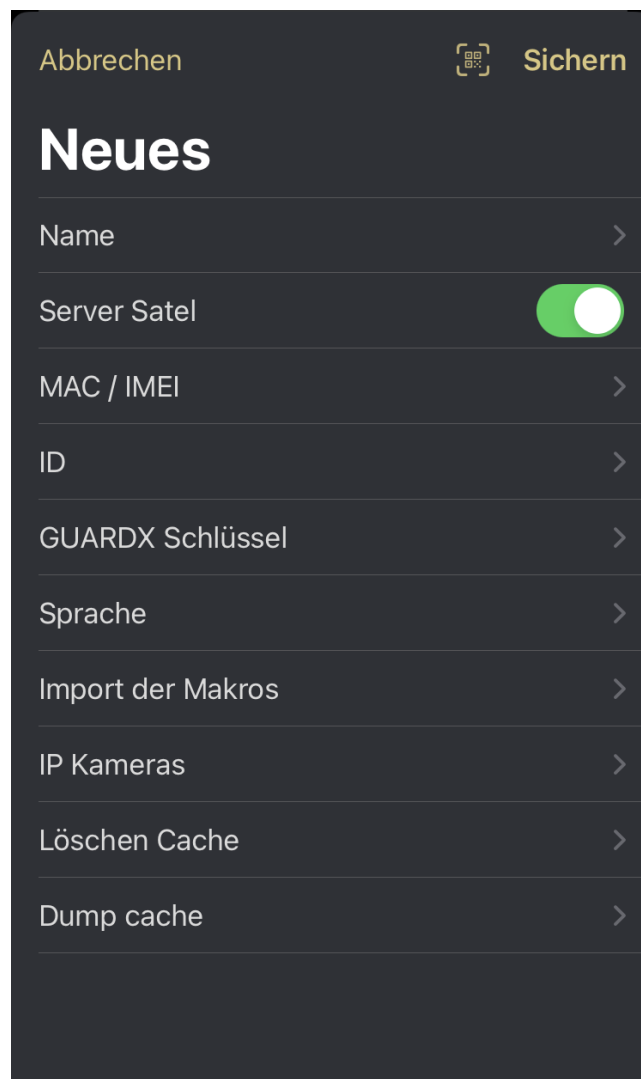 Abbrechen Sichern
Neues
Name
Server Satel
MAC / IMEI
ID
GUARDX Schlüssel
Sprache
Import der Makros
IP Kameras
Löschen Cache
Dump cache